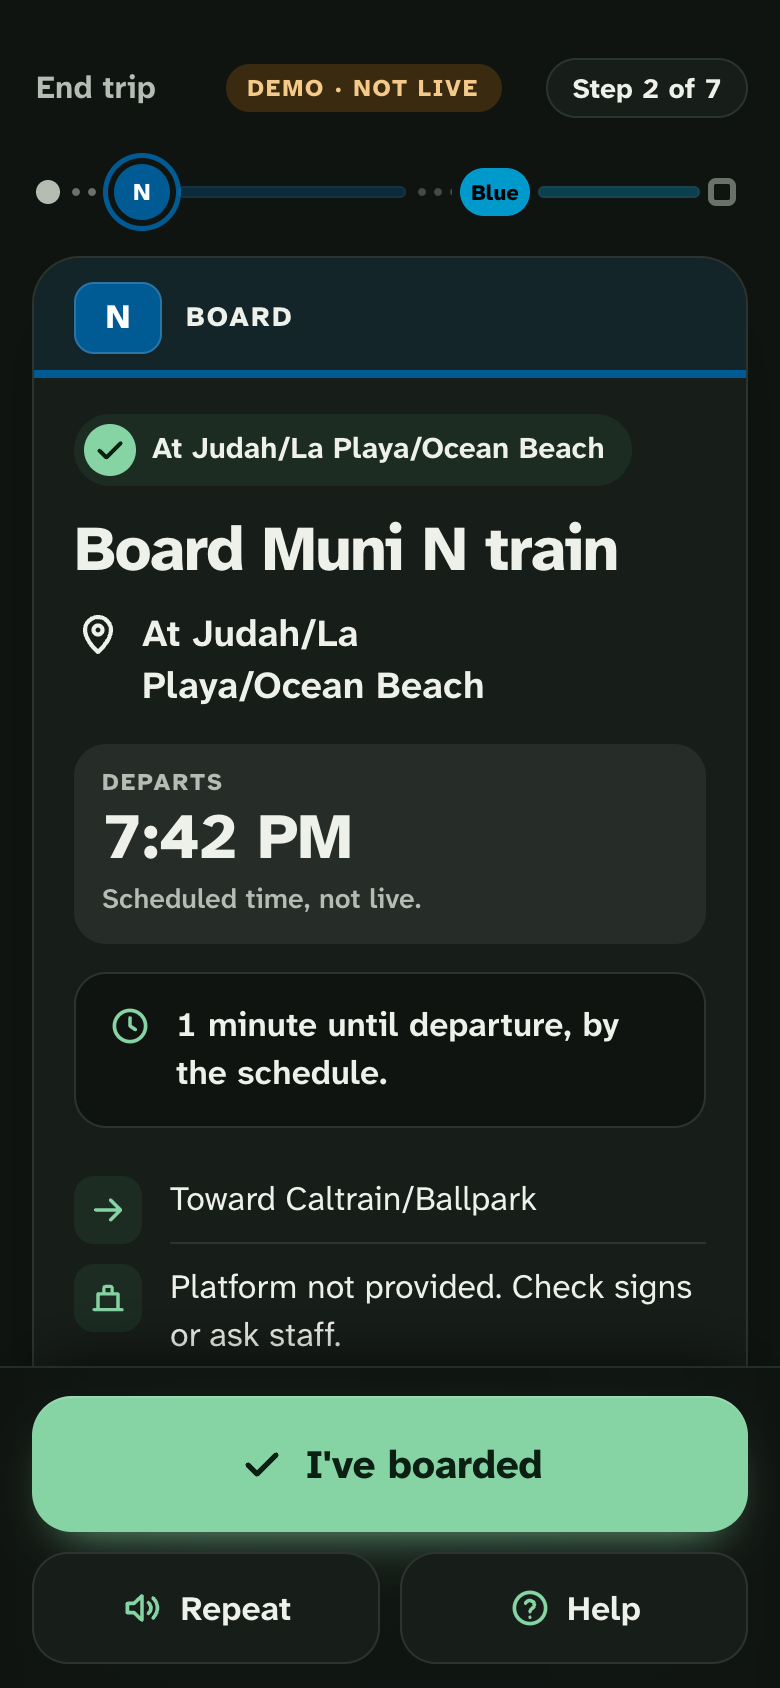 End trip
DEMO · NOT LIVE
Step 2 of 7
N
Blue
N
BOARD
At Judah/La Playa/Ocean Beach
Board Muni N train
At Judah/La
Playa/Ocean Beach
DEPARTS
7:42 PM
Scheduled time, not live.
1 minute until departure, by
the schedule.
Toward Caltrain/Ballpark
Platform not provided. Check signs
or ask staff.
I've boarded
Repeat
Help